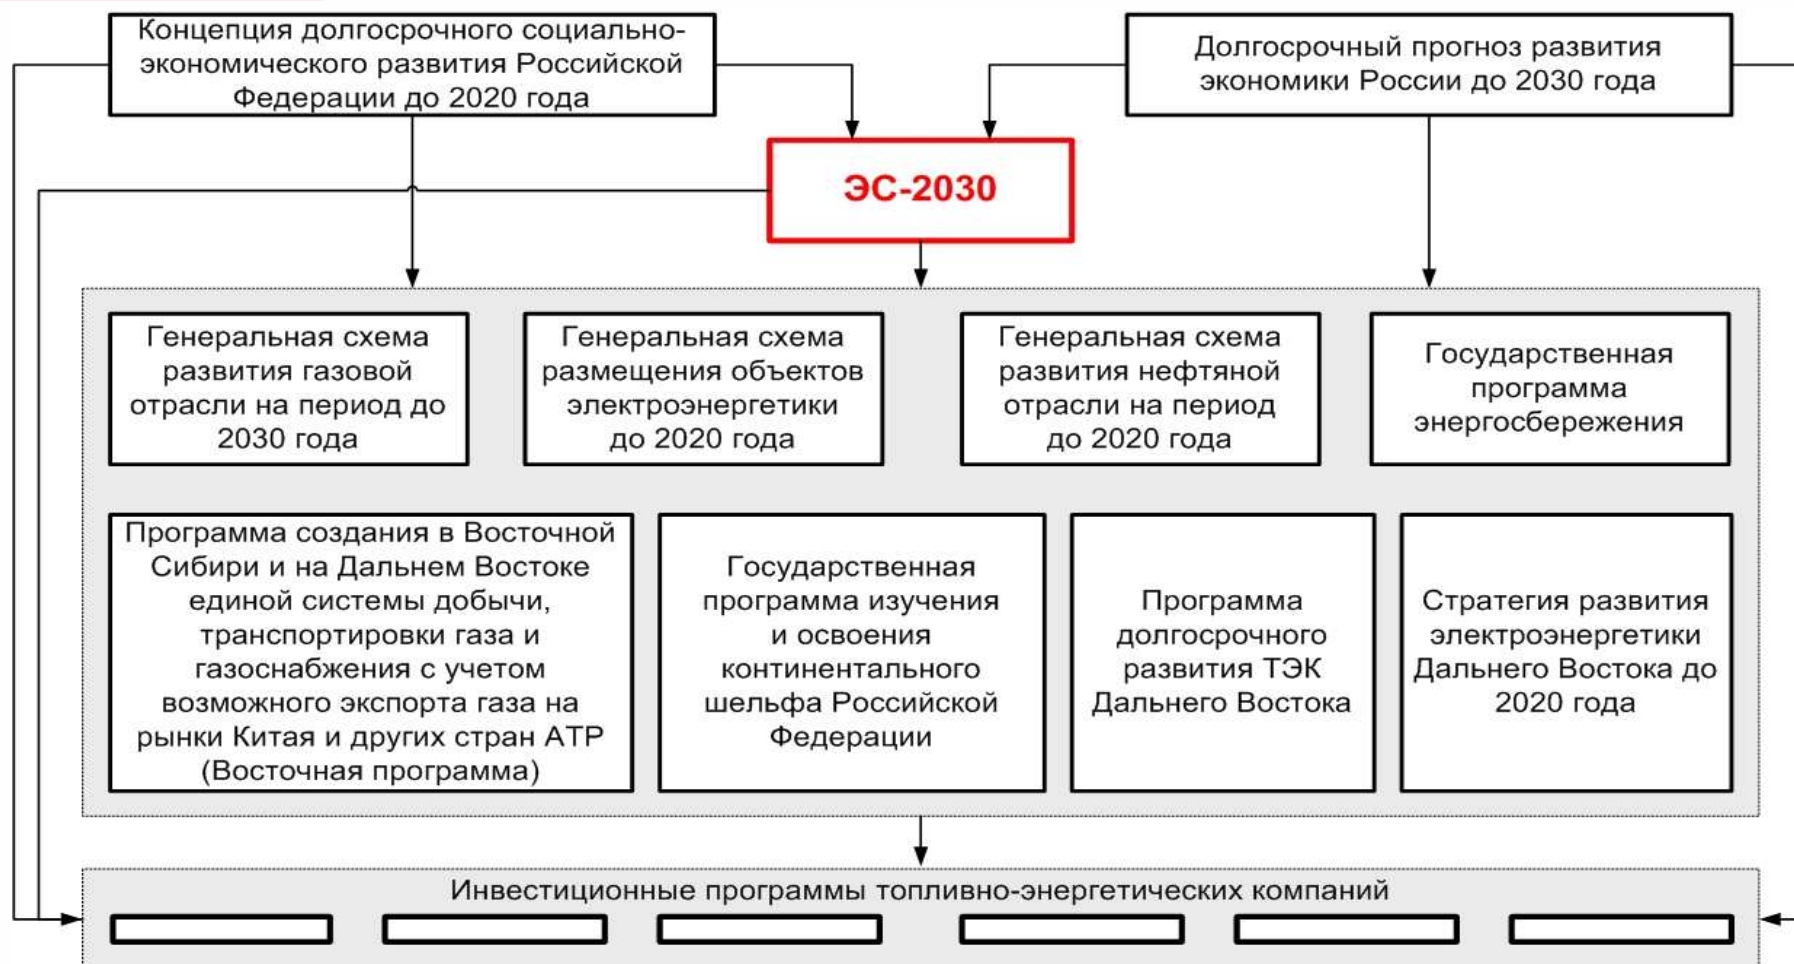 Концепция долгосрочного социально-
экономического развития Российской
Федерации до 2020 года
Долгосрочный прогноз развития
экономики России до 2030 года
ЭС-2030
Генеральная схема
развития газовой
отрасли на период до
2030 года
Генеральная схема
размещения объектов
электроэнергетики
до 2020 года
Генеральная схема
развития нефтяной
отрасли на период
до 2020 года
Государственная
программа
энергосбережения
Программа создания в Восточной
Сибири и на Дальнем Востоке
единой системы добычи,
транспортировки газа и
газоснабжения с учетом
возможного экспорта газа на
рынки Китая и других стран АТР
(Восточная программа)
Государственная
программа изучения
и освоения
континентального
шельфа Российской
Федерации
Программа
долгосрочного
развития ТЭК
Дальнего Востока
Стратегия развития
электроэнергетики
Дальнего Востока до
2020 года
Инвестиционные программы топливно-энергетических компаний